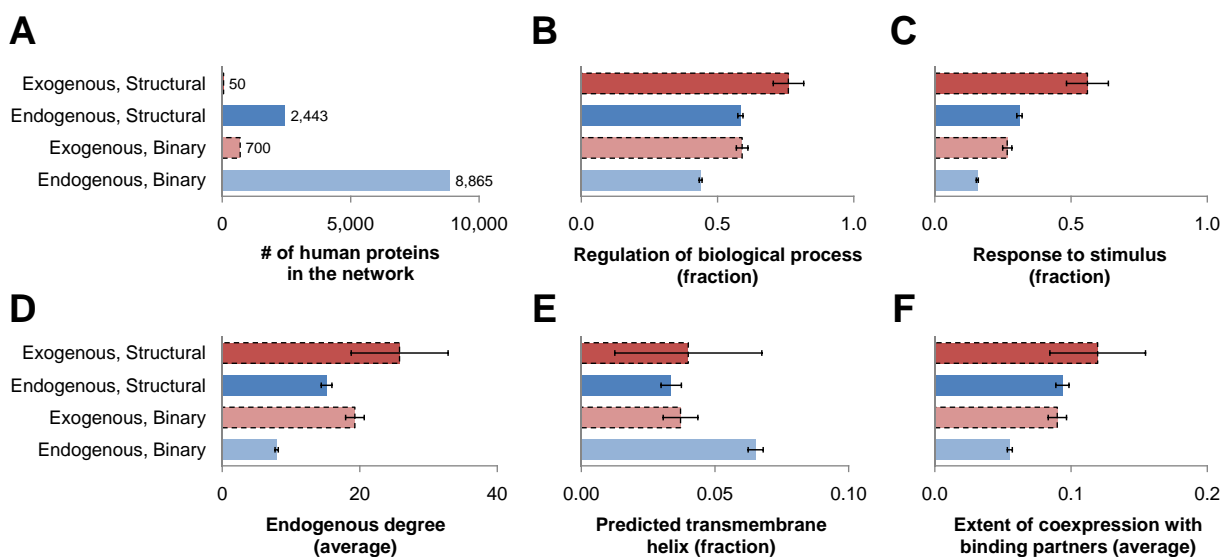 A
B
C
Exogenous, Structural
Endogenous, Structural
Exogenous, Binary
Endogenous, Binary
50
2,443
700
8,865
0
5,000
10,000
# of human proteins
in the network
0.0
0.5
1.0
Regulation of biological process
(fraction)
0.0
0.5
1.0
Response to stimulus
(fraction)
D
E
F
Exogenous, Structural
Endogenous, Structural
Exogenous, Binary
Endogenous, Binary
0
20
40
Endogenous degree
(average)
0.00
0.05
0.10
Predicted transmembrane
helix (fraction)
0.0
0.1
0.2
Extent of coexpression with
binding partners (average)